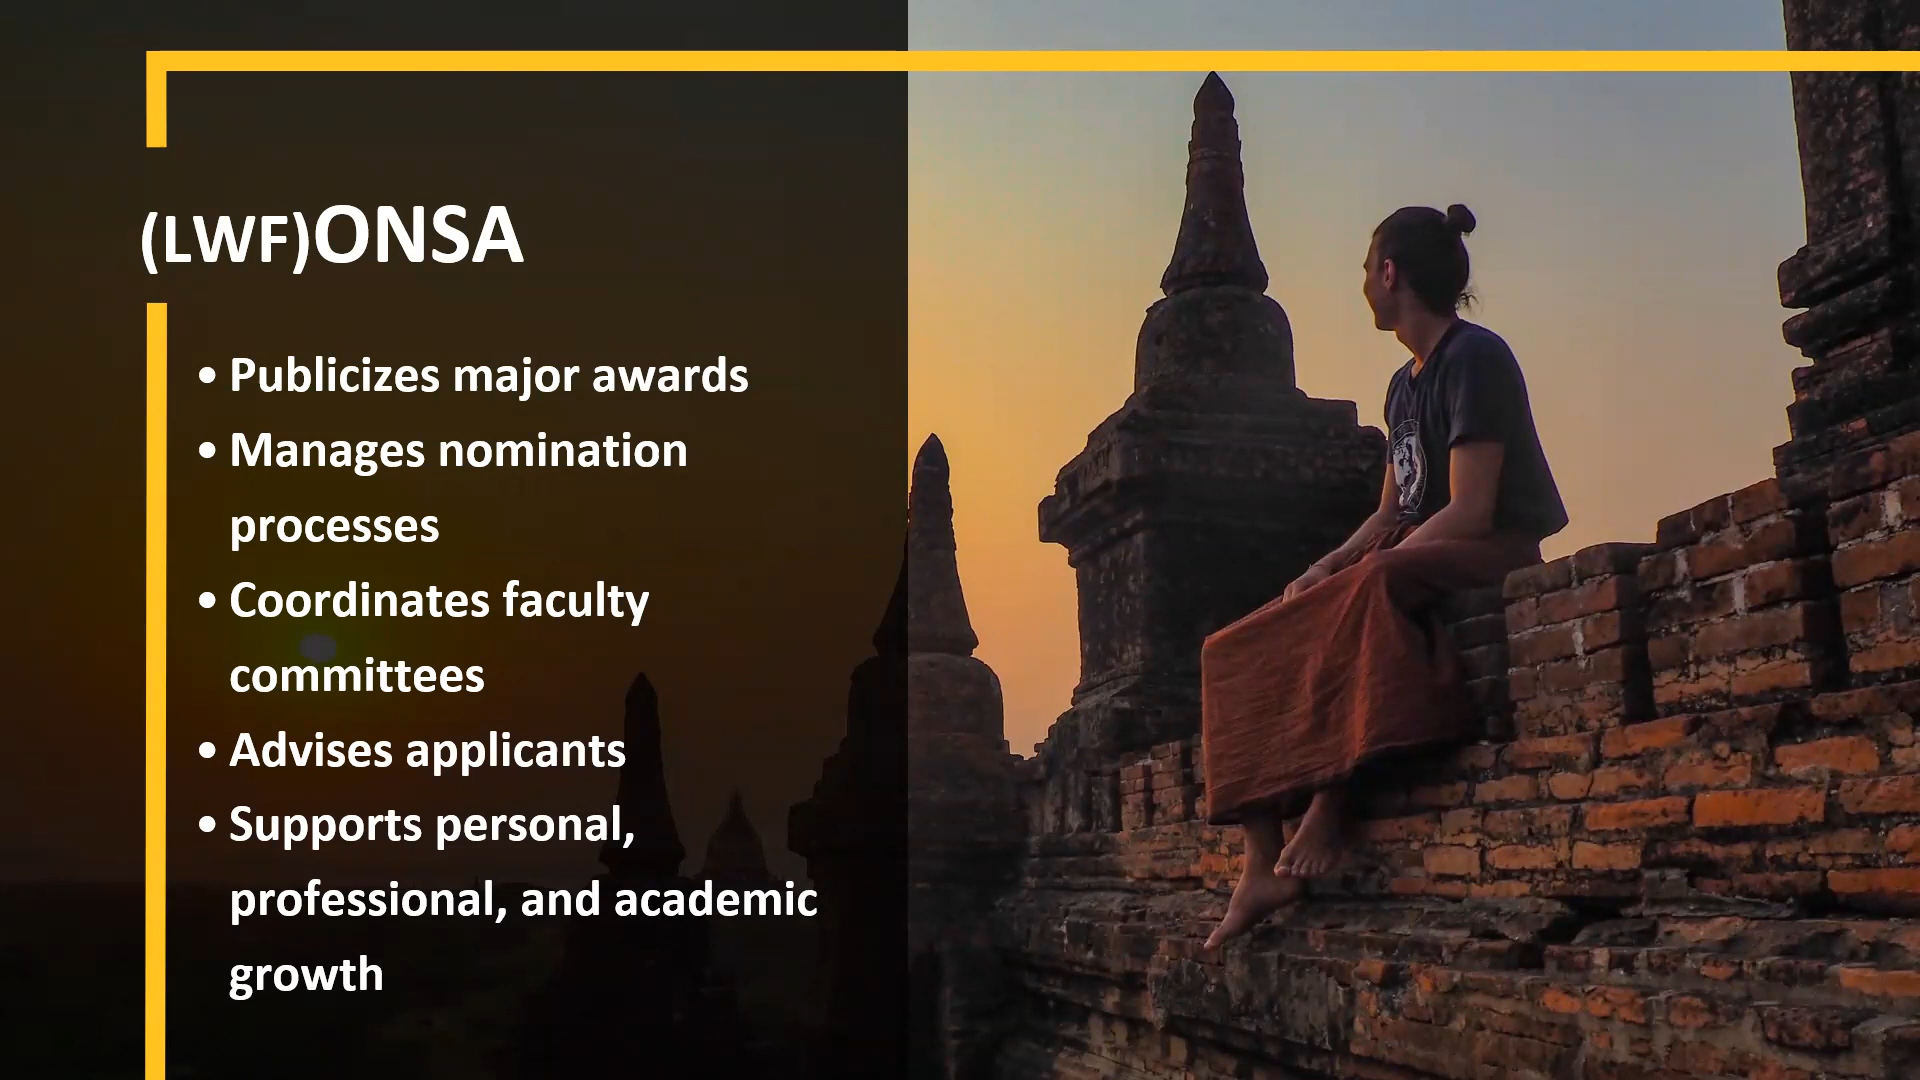 (LWF)ONSA
• Publicizes major awards
• Manages nomination
processes
• Coordinates faculty
committees
• Advises applicants
• Supports personal,
professional, and academic
growth